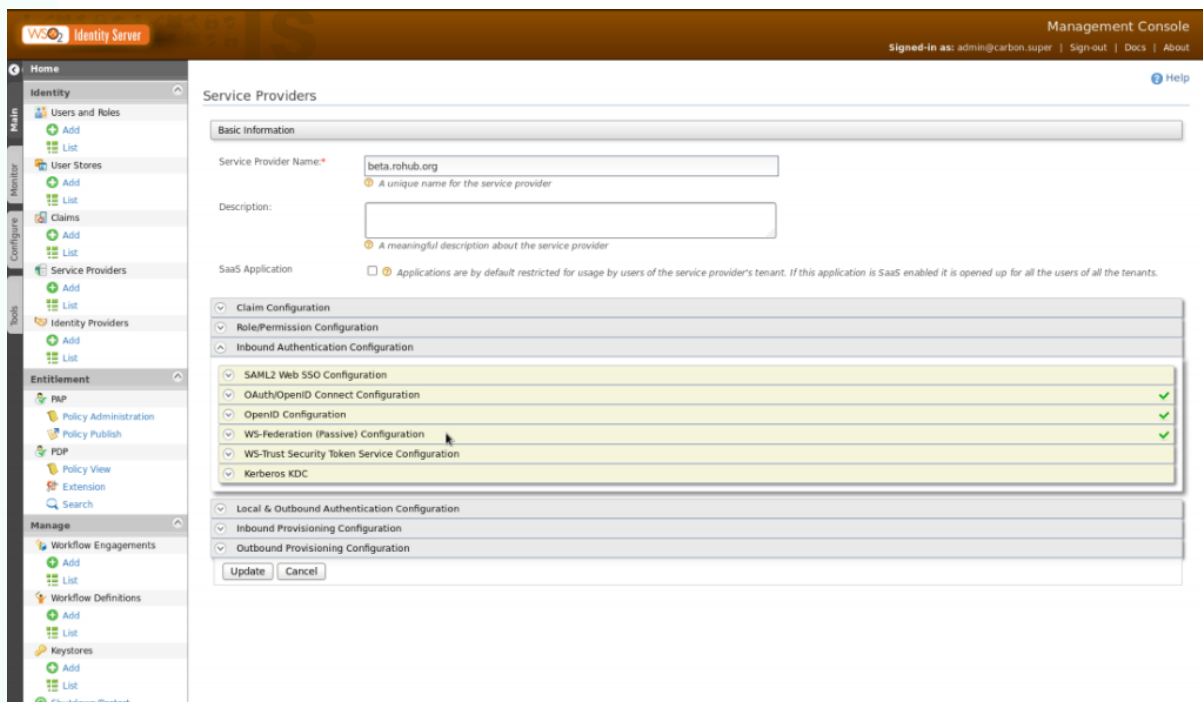 WSO2 Identity Server
Management Console
Signed-in as: admin@carbon.super | Sign-out | Docs | About
Main
Monitor
Configure
Tools
Home
Identity
Users and Roles
Add
List
User Stores
Add
List
Claims
Add
List
Service Providers
Add
List
Identity Providers
Add
List
Entitlement
PAP
Policy Administration
Policy Publish
PDP
Policy View
Extension
Search
Manage
Workflow Engagements
Add
List
Workflow Definitions
Add
List
Keystores
Add
List
Help
Service Providers
Basic Information
Service Provider Name:* beta.rohub.org
A unique name for the service provider
Description:
A meaningful description about the service provider
SaaS Application Applications are by default restricted for usage by users of the service provider's tenant. If this application is SaaS enabled it is opened up for all the users of all the tenants.
Claim Configuration
Role/Permission Configuration
Inbound Authentication Configuration
SAML2 Web SSO Configuration
OAuth/OpenID Connect Configuration
OpenID Configuration
WS-Federation (Passive) Configuration
WS-Trust Security Token Service Configuration
Kerberos KDC
Local & Outbound Authentication Configuration
Inbound Provisioning Configuration
Outbound Provisioning Configuration
Update Cancel